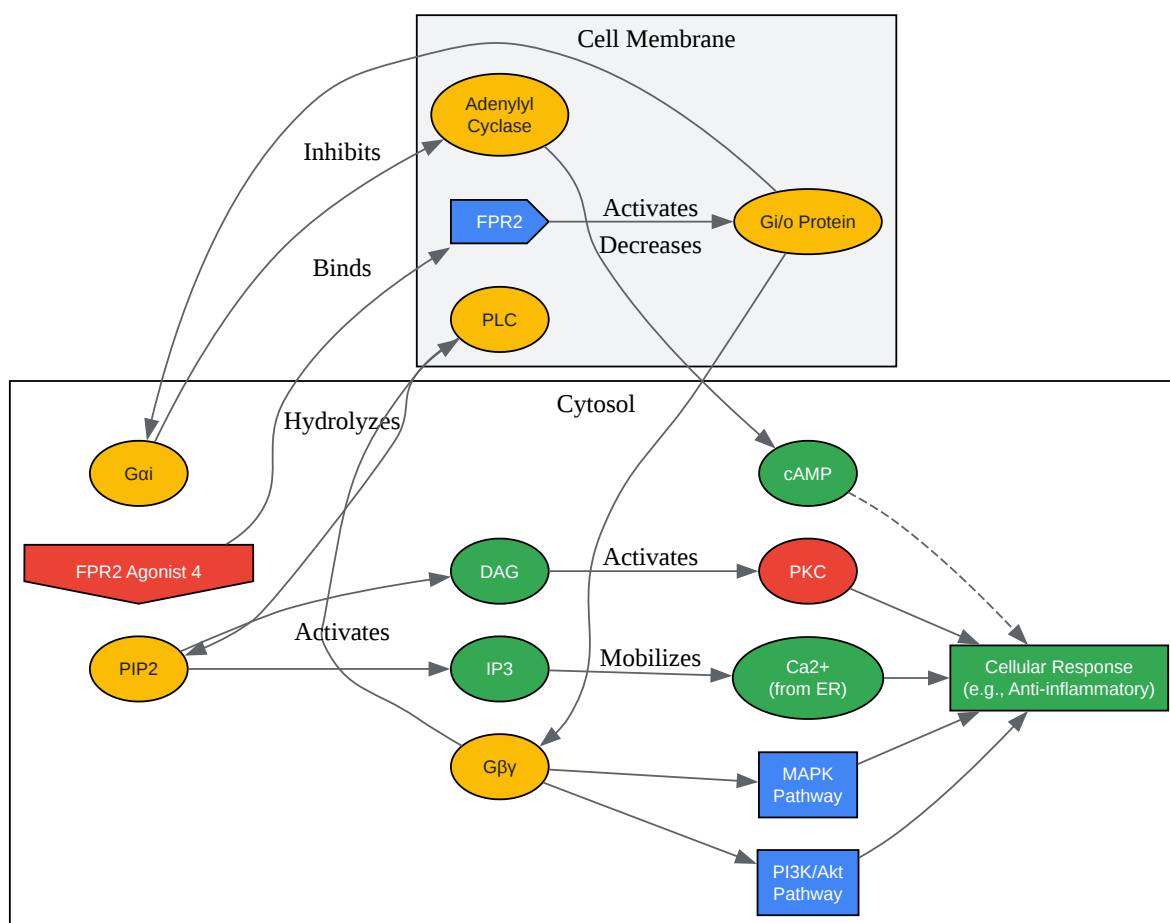 Cell Membrane
Adenylyl
Cyclase
Inhibits
FPR2
Activates
Gi/o Protein
Decreases
Binds
PLC
Cytosol
Hydrolyzes
Gαi
cAMP
FPR2 Agonist 4
DAG
Activates
PKC
Activates
PIP2
IP3
Mobilizes
Ca2+
(from ER)
Cellular Response
(e.g., Anti-inflammatory)
Gβγ
MAPK
Pathway
PI3K/Akt
Pathway